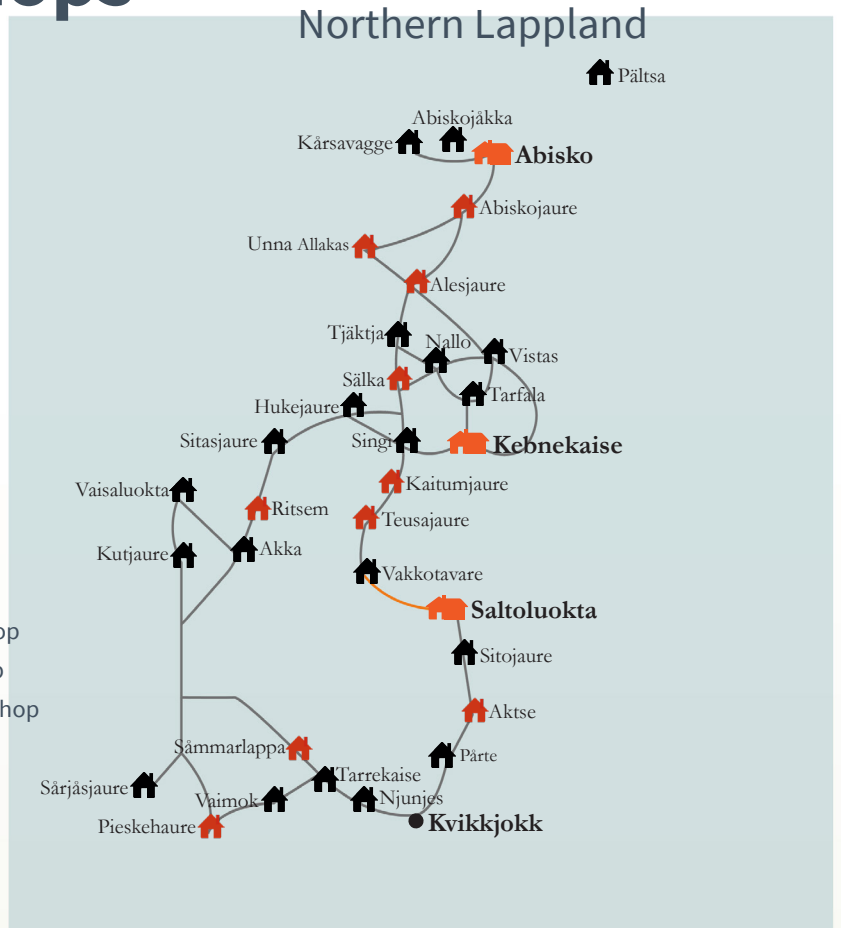 Northern Lappland
Pältsa
Abiskojåkka
Kårsavagge
Abisko
Abiskojaure
Unna Allakas
Alesjaure
Tjäktja
Nallo
Vistas
Sälka
Tarfala
Hukejaure
Sitasjaure
Singi
Kebnekaise
Vaisaluokta
Kaitumjaure
Ritsem
Teusajaure
Kutjaure
Akka
Vakkotavare
Saltoluokta
Sitojaure
Aktse
Såmmarlappa
Pårte
Tarrekaise
Sårjåsjaure
Vaimok
Njunjes
Pieskehaure
Kvikkjokk